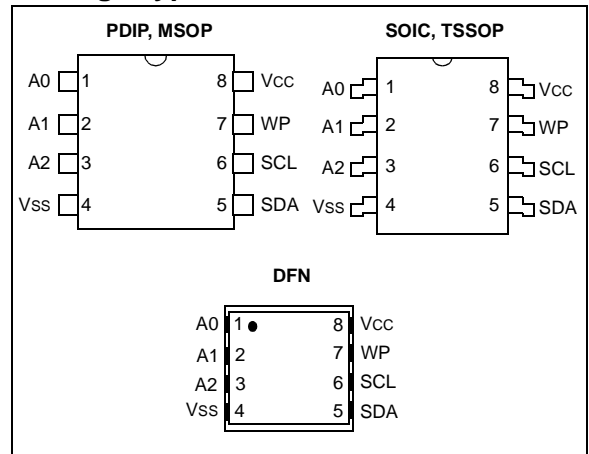 PDIP, MSOP
A0 1 8 VCC
A1 2 7 WP
A2 3 6 SCL
VSS 4 5 SDA
SOIC, TSSOP
A0 1 8 VCC
A1 2 7 WP
A2 3 6 SCL
VSS 4 5 SDA
DFN
A0 1 8 VCC
A1 2 7 WP
A2 3 6 SCL
VSS 4 5 SDA